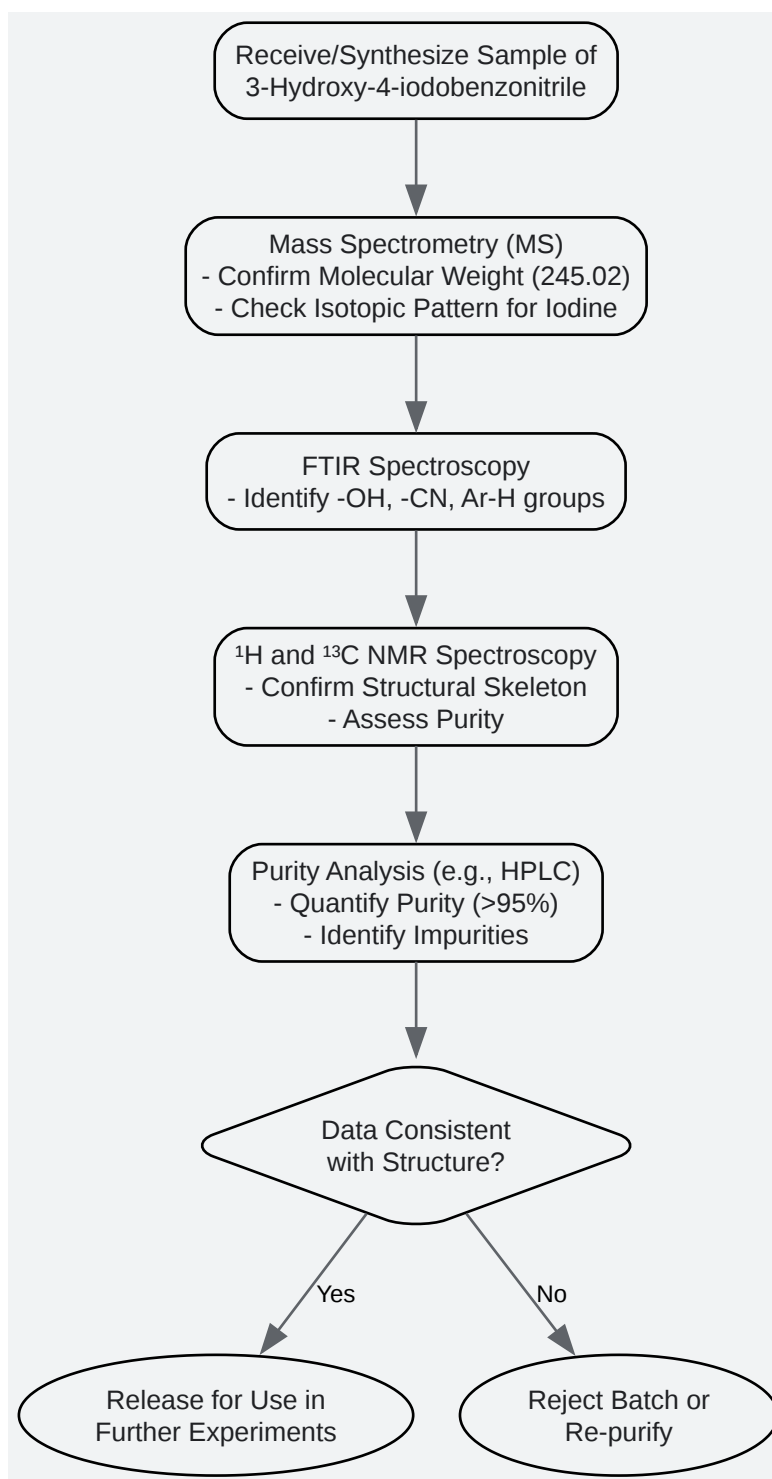 Receive/Synthesize Sample of
3-Hydroxy-4-iodobenzonitrile
Mass Spectrometry (MS)
- Confirm Molecular Weight (245.02)
- Check Isotopic Pattern for Iodine
FTIR Spectroscopy
- Identify -OH, -CN, Ar-H groups
¹H and ¹³C NMR Spectroscopy
- Confirm Structural Skeleton
- Assess Purity
Purity Analysis (e.g., HPLC)
- Quantify Purity (>95%)
- Identify Impurities
Data Consistent
with Structure?
Yes
No
Release for Use in
Further Experiments
Reject Batch or
Re-purify